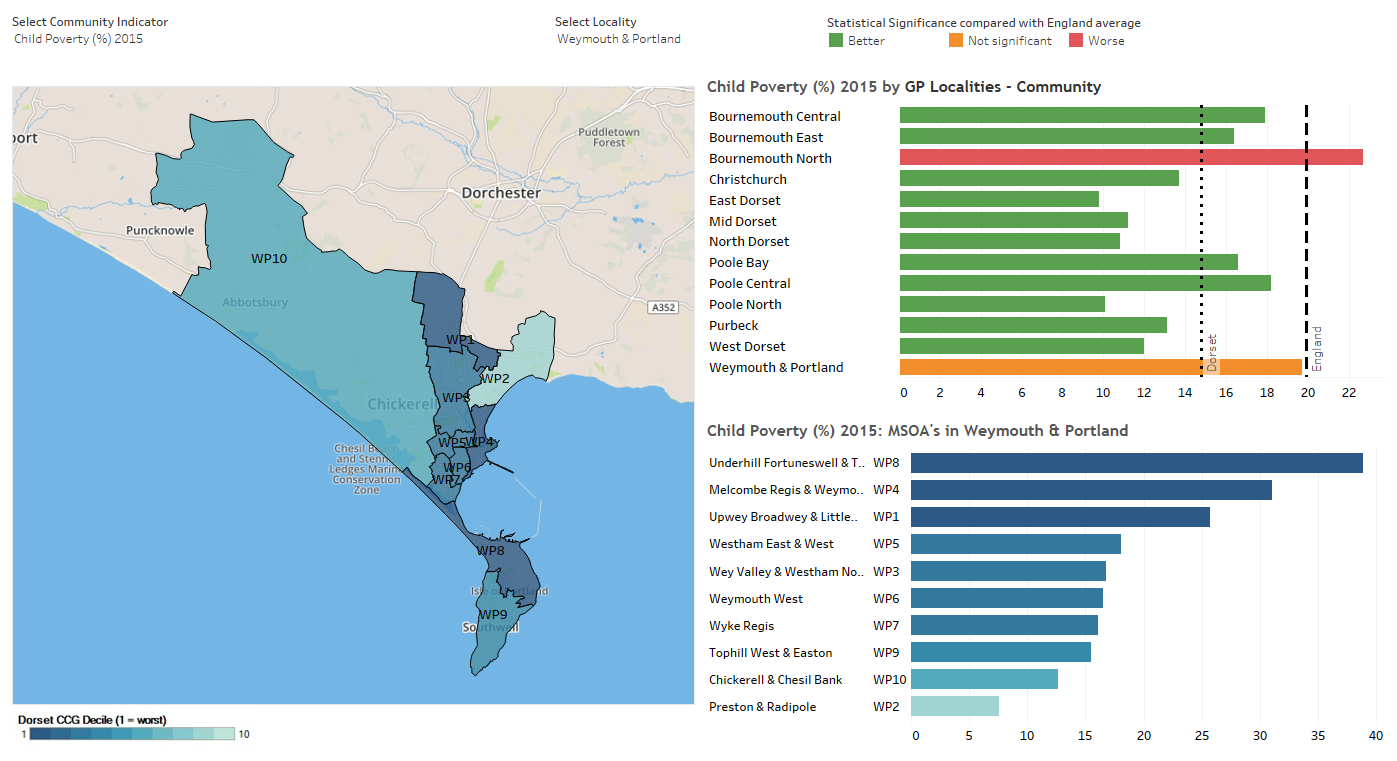 Select Community Indicator
Child Poverty (%) 2015
Select Locality
Weymouth & Portland
Statistical Significance compared with England average
Better
Not significant
Worse
port
Puddletown
Forest
Dorchester
Puncknowle
WP10
Abbotsbury
A352
WP1
WP2
Chickerell
WP3
WP5
WP4
Chesil Beach
and Stennis
Ledges Marine
Conservation
Zone
WP6
WP7
WP8
Isle of Portland
WP9
Southwell
Dorset CCG Decile (1 = worst)
1
10
Child Poverty (%) 2015 by GP Localities - Community
Bournemouth Central
Bournemouth East
Bournemouth North
Christchurch
East Dorset
Mid Dorset
North Dorset
Poole Bay
Poole Central
Poole North
Purbeck
West Dorset
Weymouth & Portland
Dorset
England
0 2 4 6 8 10 12 14 16 18 20 22
Child Poverty (%) 2015: MSOA's in Weymouth & Portland
Underhill Fortuneswell & T.. WP8
Melcombe Regis & Weymo.. WP4
Upwey Broadwey & Little.. WP1
Westham East & West WP5
Wey Valley & Westham No.. WP3
Weymouth West WP6
Wyke Regis WP7
Tophill West & Easton WP9
Chickerell & Chesil Bank WP10
Preston & Radipole WP2
0 5 10 15 20 25 30 35 40